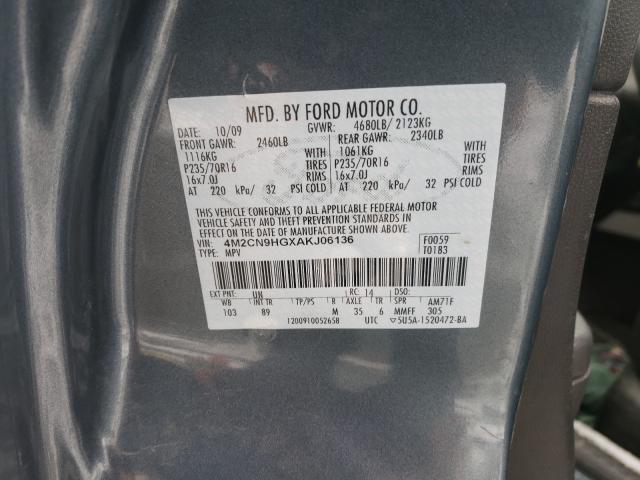 MFD. BY FORD MOTOR CO.
DATE: 10/09 GVWR: 4680LB/ 2123KG
FRONT GAWR: 2460LB REAR GAWR: 2340LB
1116KG WITH 1061KG WITH
P235/70R16 TIRES P235/70R16 TIRES
16x7.0J RIMS 16x7.0J RIMS
AT 220 kPa/ 32 PSI COLD AT 220 kPa/ 32 PSI COLD
THIS VEHICLE CONFORMS TO ALL APPLICABLE FEDERAL MOTOR
VEHICLE SAFETY AND THEFT PREVENTION STANDARDS IN
EFFECT ON THE DATE OF MANUFACTURE SHOWN ABOVE.
VIN: 4M2CN9HGXAKJ06136 F0059
TYPE: MPV T0183
EXT PNT: UN RC: 14 DSO:
WB INT TR TP/PS R AXLE TR SPR AM71F
103 89 M 35 6 MMFF 305
1200910052658 UTC ▽5U5A-1520472-BA